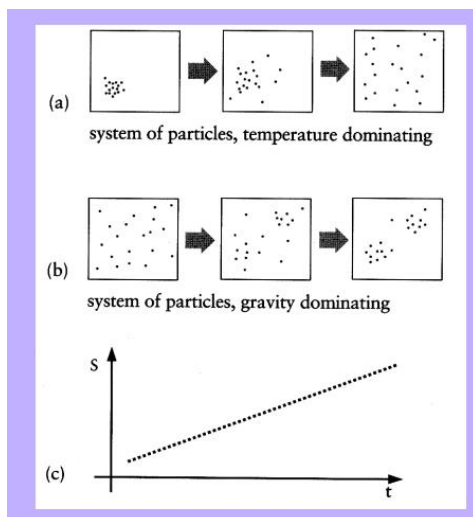 (a)
system of particles, temperature dominating
(b)
system of particles, gravity dominating
S
(c)
t